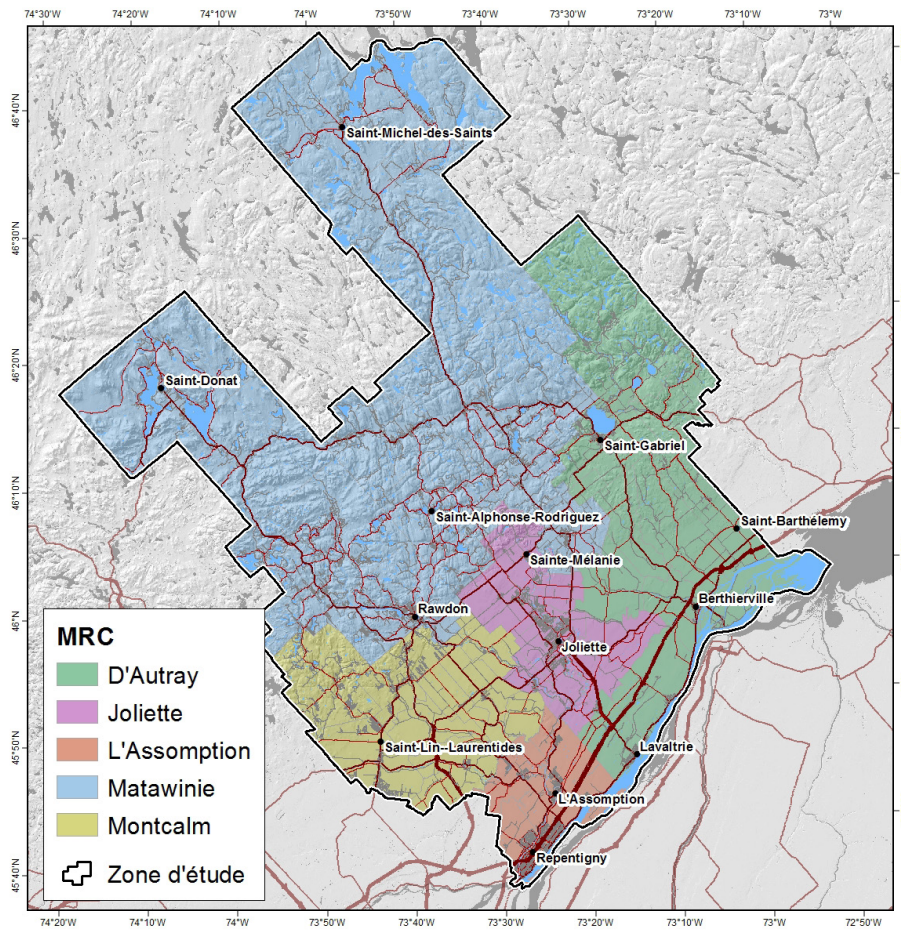 74°30'W 74°20'W 74°10'W 74°W 73°50'W 73°40'W 73°30'W 73°20'W 73°10'W 73°W
46°40'N
46°30'N
46°20'N
46°10'N
46°N
45°50'N
45°40'N
Saint-Michel-des-Saints
Saint-Donat
Saint-Gabriel
Saint-Alphonse-Rodriguez
Saint-Barthélemy
Sainte-Mélanie
Berthierville
Rawdon
Joliette
Saint-Lin--Laurentides
Lavaltrie
L'Assomption
Repentigny
MRC
D'Autray
Joliette
L'Assomption
Matawinie
Montcalm
Zone d'étude
74°20'W 74°10'W 74°W 73°50'W 73°40'W 73°30'W 73°20'W 73°10'W 73°W 72°50'W